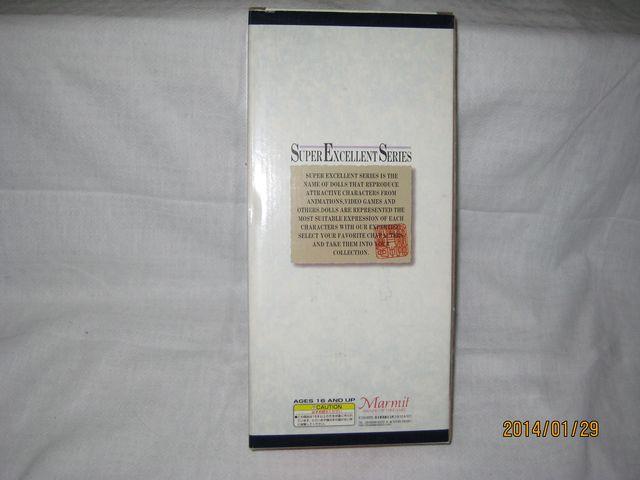 SUPER EXCELLENT SERIES
SUPER EXCELLENT SERIES IS THE
NAME OF DOLLS THAT REPRODUCE
ATTRACTIVE CHARACTERS FROM
ANIMATIONS,VIDEO GAMES AND
OTHERS.DOLLS ARE REPRESENTED THE
MOST SUITABLE EXPRESSION OF EACH
CHARACTERS WITH OUR EXPERTISE.
SELECT YOUR FAVORITE CHARACTERS
AND TAKE THEM INTO YOUR
COLLECTION.
AGES 16 AND UP
CAUTION
Marmit
2014/01/29